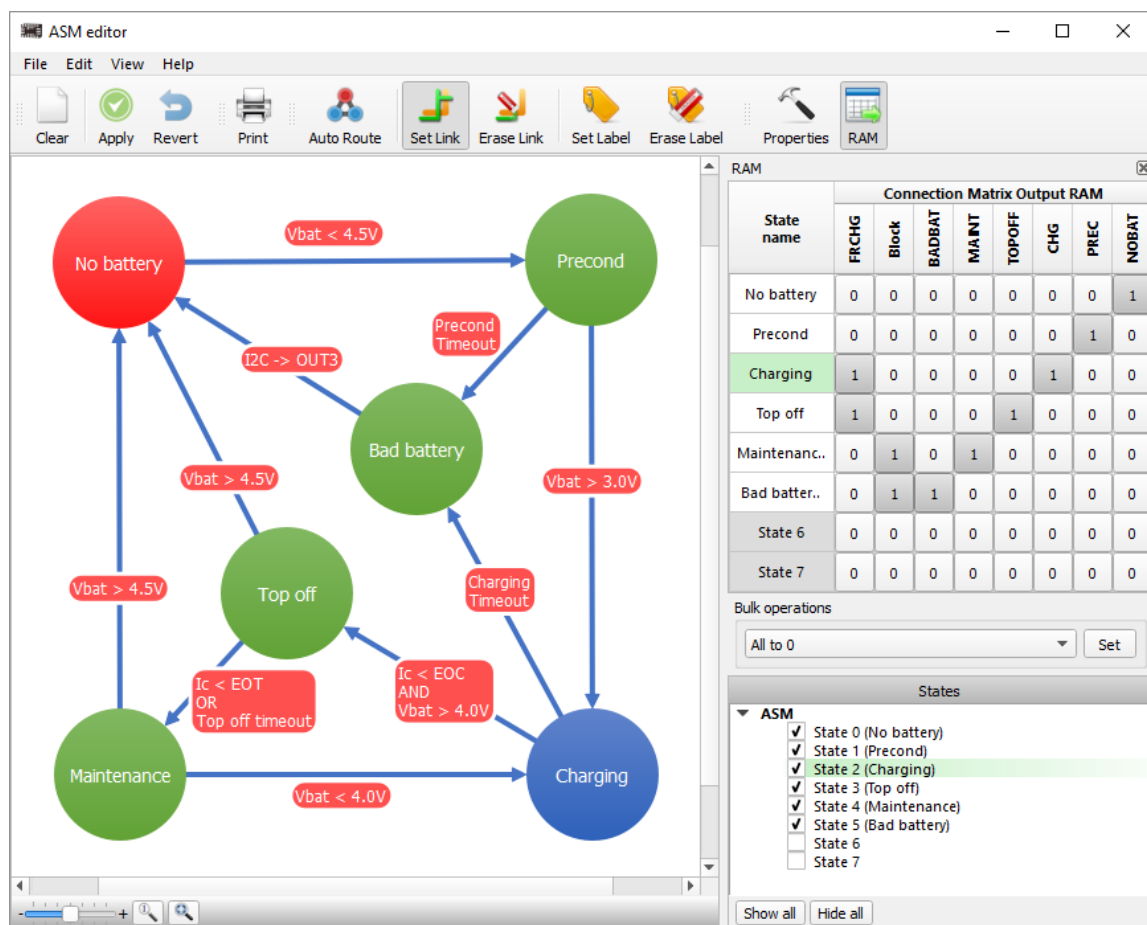 ASM editor
File Edit View Help
Clear Apply Revert Print Auto Route Set Link Erase Link Set Label Erase Label Properties RAM
No battery
Vbat < 4.5V
Precond
Precond
Timeout
I2C -> OUT3
Bad battery
Vbat > 4.5V
Vbat > 3.0V
Vbat > 4.5V
Top off
Charging
Timeout
Ic < EOT
OR
Top off timeout
Ic < EOC
AND
Vbat > 4.0V
Maintenance
Charging
Vbat < 4.0V
- + 1
RAM
State
name
Connection Matrix Output RAM
FRCHG Block BADBAT MAINT TOPOFF CHG PREC NOBAT
No battery 0 0 0 0 0 0 0 1
Precond 0 0 0 0 0 0 1 0
Charging 1 0 0 0 0 1 0 0
Top off 1 0 0 0 1 0 0 0
Maintenanc.. 0 1 0 1 0 0 0 0
Bad batter.. 0 1 1 0 0 0 0 0
State 6 0 0 0 0 0 0 0 0
State 7 0 0 0 0 0 0 0 0
Bulk operations
All to 0 Set
States
ASM
State 0 (No battery)
State 1 (Precond)
State 2 (Charging)
State 3 (Top off)
State 4 (Maintenance)
State 5 (Bad battery)
State 6
State 7
Show all Hide all